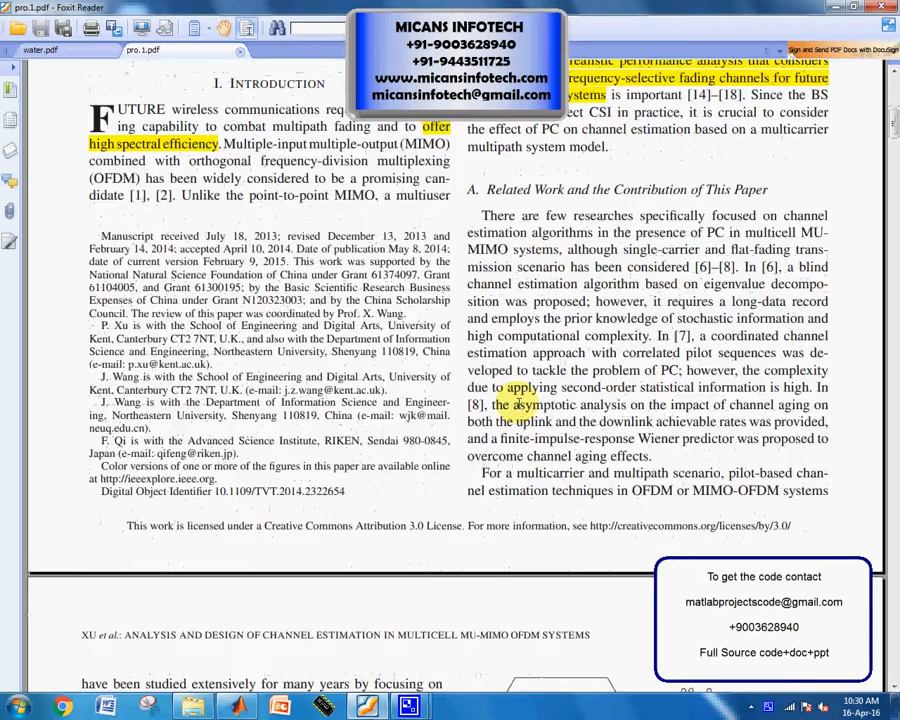 pro.1.pdf - Foxit Reader
water.pdf
pro.1.pdf
Sign and Send PDF Docs with DocuSign
MICANS INFOTECH
+91-9003628940
+91-9443511725
www.micansinfotech.com
micansinfotech@gmail.com
I. INTRODUCTION
FUTURE wireless communications
ing capability to combat multipath fading and to offer
high spectral efficiency. Multiple-input multiple-output (MIMO)
combined with orthogonal frequency-division multiplexing
(OFDM) has been widely considered to be a promising can-
didate [1], [2]. Unlike the point-to-point MIMO, a multiuser
Manuscript received July 18, 2013; revised December 13, 2013 and
February 14, 2014; accepted April 10, 2014. Date of publication May 8, 2014;
date of current version February 9, 2015. This work was supported by the
National Natural Science Foundation of China under Grant 61374097, Grant
61104005, and Grant 61300195; by the Basic Scientific Research Business
Expenses of China under Grant N120323003; and by the China Scholarship
Council. The review of this paper was coordinated by Prof. X. Wang.
P. Xu is with the School of Engineering and Digital Arts, University of
Kent, Canterbury CT2 7NT, U.K., and also with the Department of Information
Science and Engineering, Northeastern University, Shenyang 110819, China
(e-mail: p.xu@kent.ac.uk).
J. Wang is with the School of Engineering and Digital Arts, University of
Kent, Canterbury CT2 7NT, U.K. (e-mail: j.z.wang@kent.ac.uk).
J. Wang is with the College of Information Science and Engineer-
ing, Northeastern University, Shenyang 110819, China (e-mail: wjk@mail.
neuq.edu.cn).
F. Qi is with the Advanced Science Institute, RIKEN, Sendai 980-0845,
Japan (e-mail: qifeng@riken.jp).
Color versions of one or more of the figures in this paper are available online
at http://ieeexplore.ieee.org.
Digital Object Identifier 10.1109/TVT.2014.2322654
realistic performance analysis that considers
frequency-selective fading channels for future
systems is important [14]–[18]. Since the BS
CSI in practice, it is crucial to consider
the effect of PC on channel estimation based on a multicarrier
multipath system model.
A. Related Work and the Contribution of This Paper
There are few researches specifically focused on channel
estimation algorithms in the presence of PC in multicell MU-
MIMO systems, although single-carrier and flat-fading trans-
mission scenario has been considered [6]–[8]. In [6], a blind
channel estimation algorithm based on eigenvalue decompo-
sition was proposed; however, it requires a long-data record
and employs the prior knowledge of stochastic information and
high computational complexity. In [7], a coordinated channel
estimation approach with correlated pilot sequences was de-
veloped to tackle the problem of PC; however, the complexity
due to applying second-order statistical information is high. In
[8], the asymptotic analysis on the impact of channel aging on
both the uplink and the downlink achievable rates was provided,
and a finite-impulse-response Wiener predictor was proposed to
overcome channel aging effects.
For a multicarrier and multipath scenario, pilot-based chan-
nel estimation techniques in OFDM or MIMO-OFDM systems
This work is licensed under a Creative Commons Attribution 3.0 License. For more information, see http://creativecommons.org/licenses/by/3.0/
XU et al.: ANALYSIS AND DESIGN OF CHANNEL ESTIMATION IN MULTICELL MU-MIMO OFDM SYSTEMS
have been studied extensively for many years by focusing on
To get the code contact
matlabprojectscode@gmail.com
+9003628940
Full Source code+doc+ppt
10:30 AM
16-Apr-16